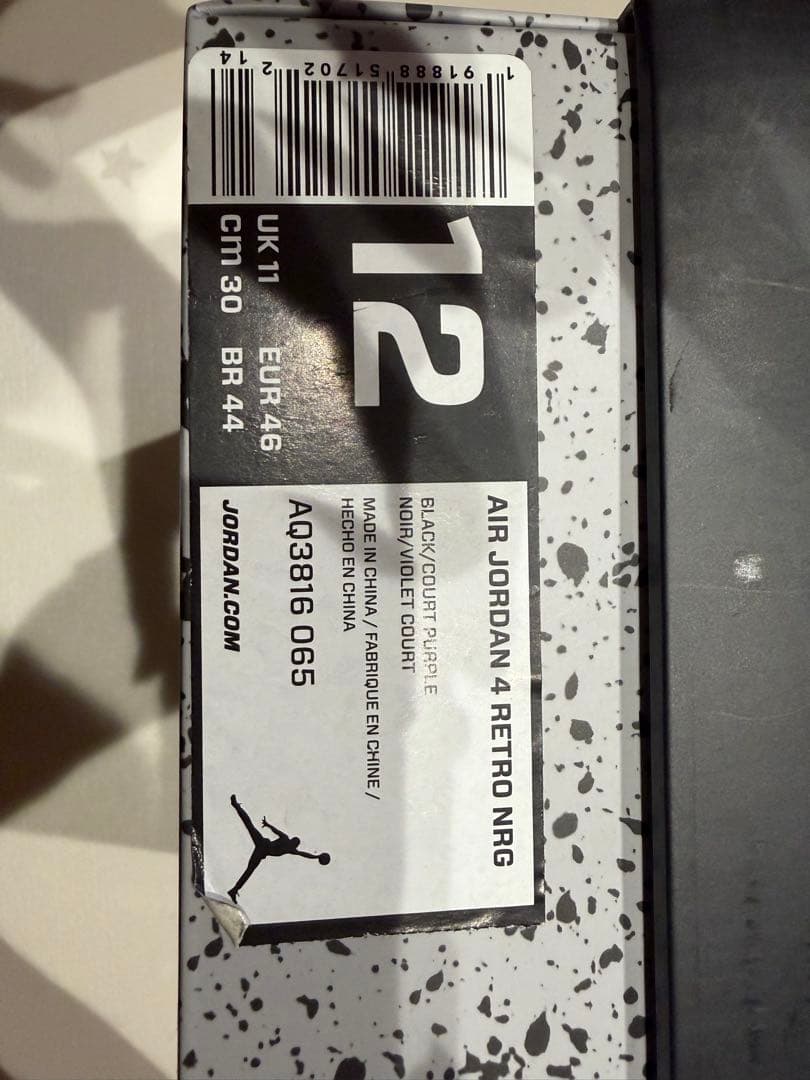 AIR JORDAN 4 RETRO NRG
BLACK/COURT PURPLE
NOIR/VIOLET COURT
MADE IN CHINA / FABRIQUE EN CHINE /
HECHO EN CHINA
AQ3816 065
JORDAN.COM
12
UK 11 EUR 46
cm 30 BR 44
1 91888 51702 2 14